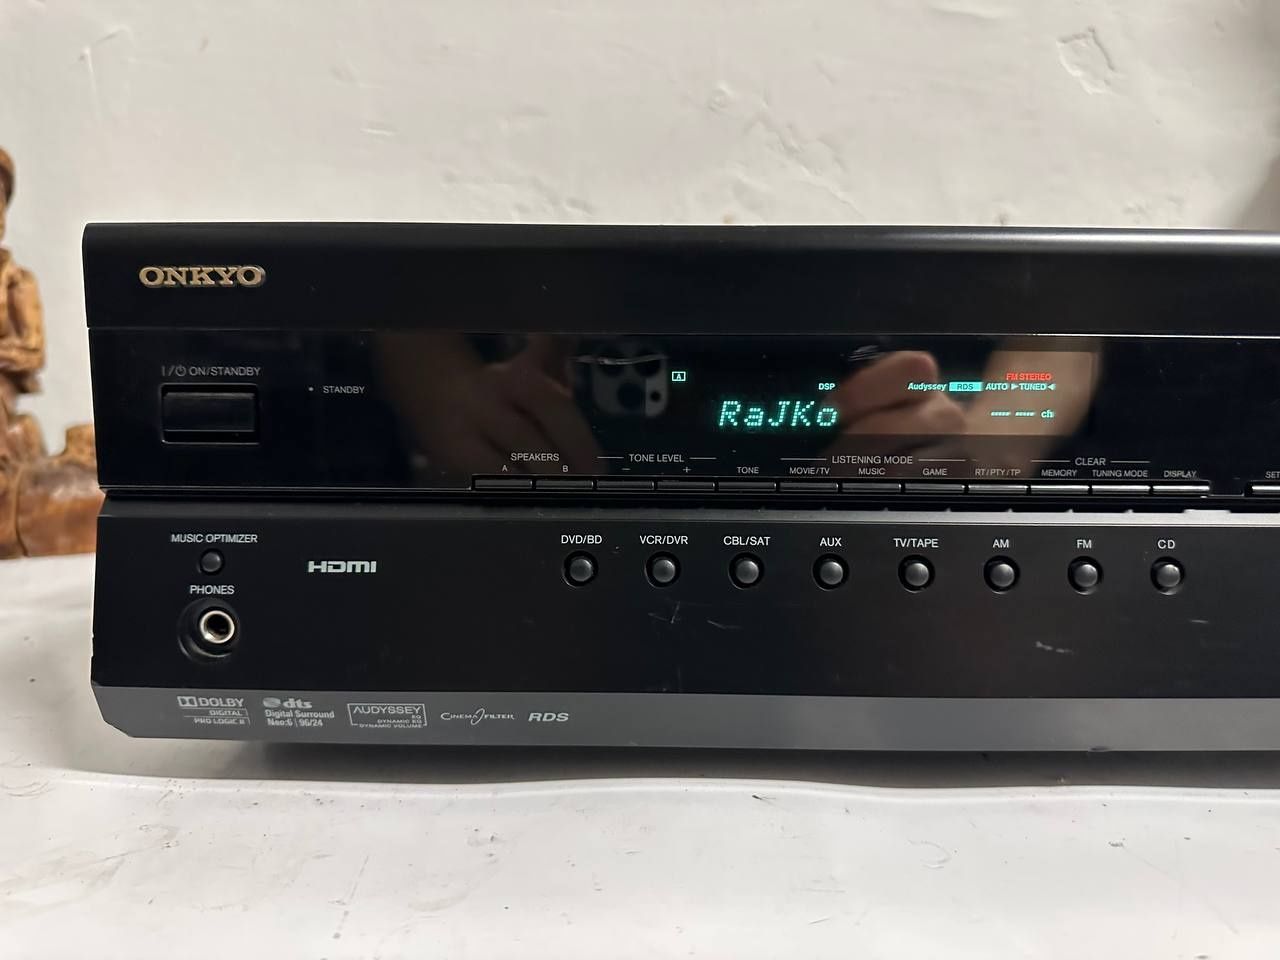 ONKYO
I/⏻ ON/STANDBY
STANDBY
A
DSP
FM STEREO
Audyssey RDS AUTO ▶TUNED◀
RaJKo
-- -- ch
SPEAKERS
A B
TONE LEVEL
− +
TONE
LISTENING MODE
MOVIE/TV MUSIC GAME
RT/PTY/TP
CLEAR
MEMORY TUNING MODE DISPLAY
SET
MUSIC OPTIMIZER
PHONES
HDMI
DVD/BD VCR/DVR CBL/SAT AUX TV/TAPE AM FM CD
DOLBY
DIGITAL
PRO LOGIC II
dts
Digital Surround
Neo:6 | 96/24
AUDYSSEY
EQ
DYNAMIC EQ
DYNAMIC VOLUME
CINEMA FILTER
RDS